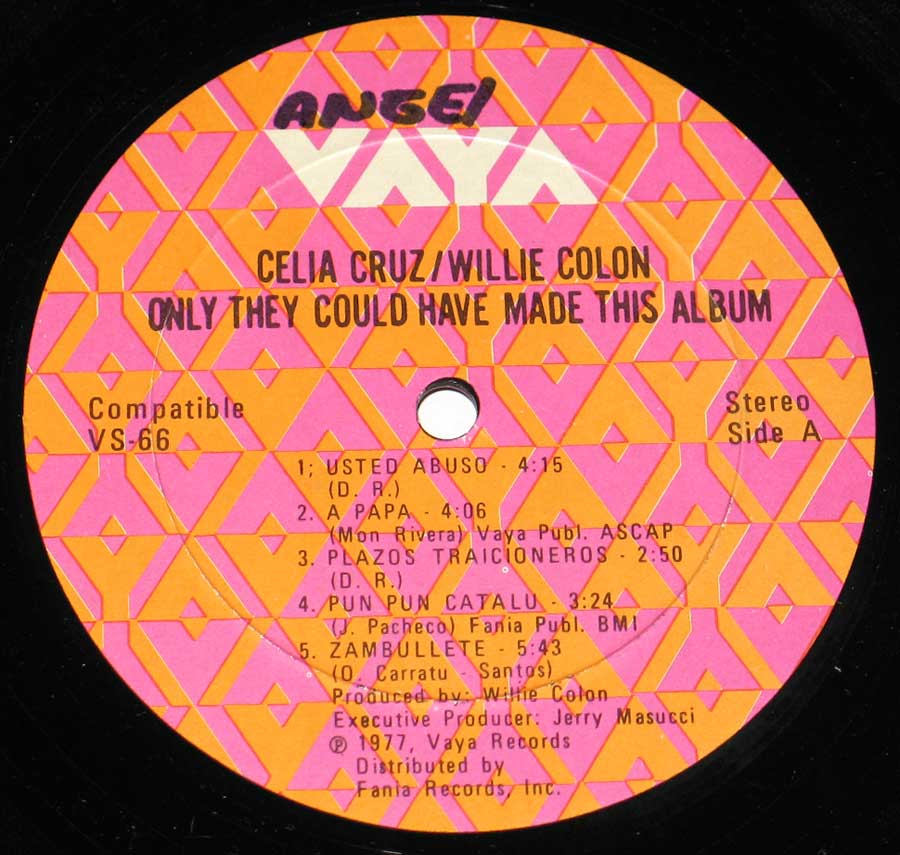 ANGEl
VAYA
CELIA CRUZ/WILLIE COLON
ONLY THEY COULD HAVE MADE THIS ALBUM
Compatible
VS-66
Stereo
Side A
1; USTED ABUSO - 4:15
(D. R.)
2. A PAPA - 4:06
(Mon Rivera) Vaya Publ. ASCAP
3. PLAZOS TRAICIONEROS - 2:50
(D. R.)
4. PUN PUN CATALU - 3:24
(J. Pacheco) Fania Publ. BMI
5. ZAMBULLETE - 5:43
(O. Carratu - Santos)
Produced by: Willie Colon
Executive Producer: Jerry Masucci
℗ 1977, Vaya Records
Distributed by
Fania Records, Inc.